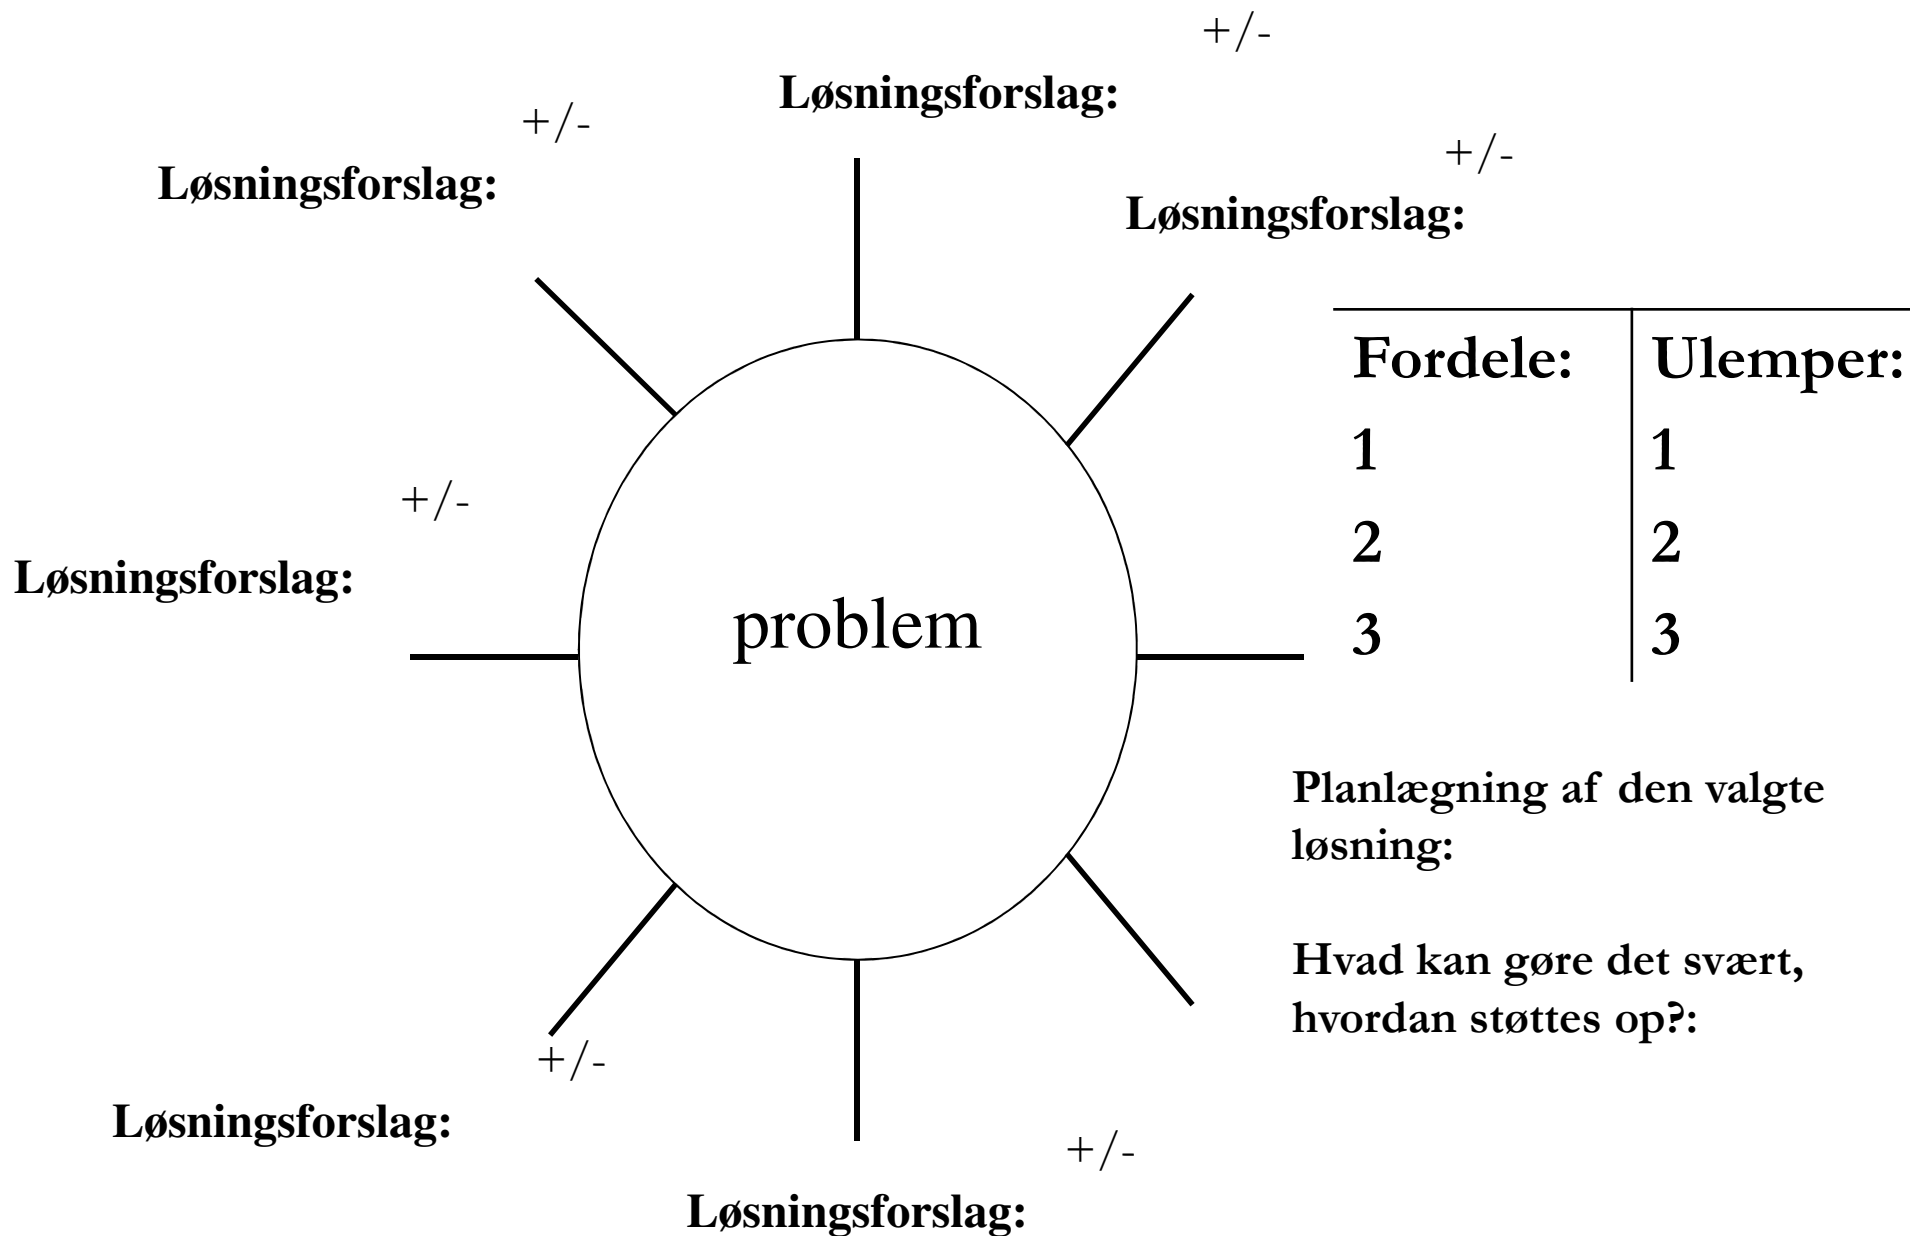 +/-
Løsningsforslag:
+/-
Løsningsforslag:
+/-
Løsningsforslag:
Fordele: Ulemper:
1 1
2 2
3 3
+/-
Løsningsforslag:
problem
Planlægning af den valgte
løsning:
Hvad kan gøre det svært,
hvordan støttes op?:
+/-
Løsningsforslag:
+/-
Løsningsforslag: